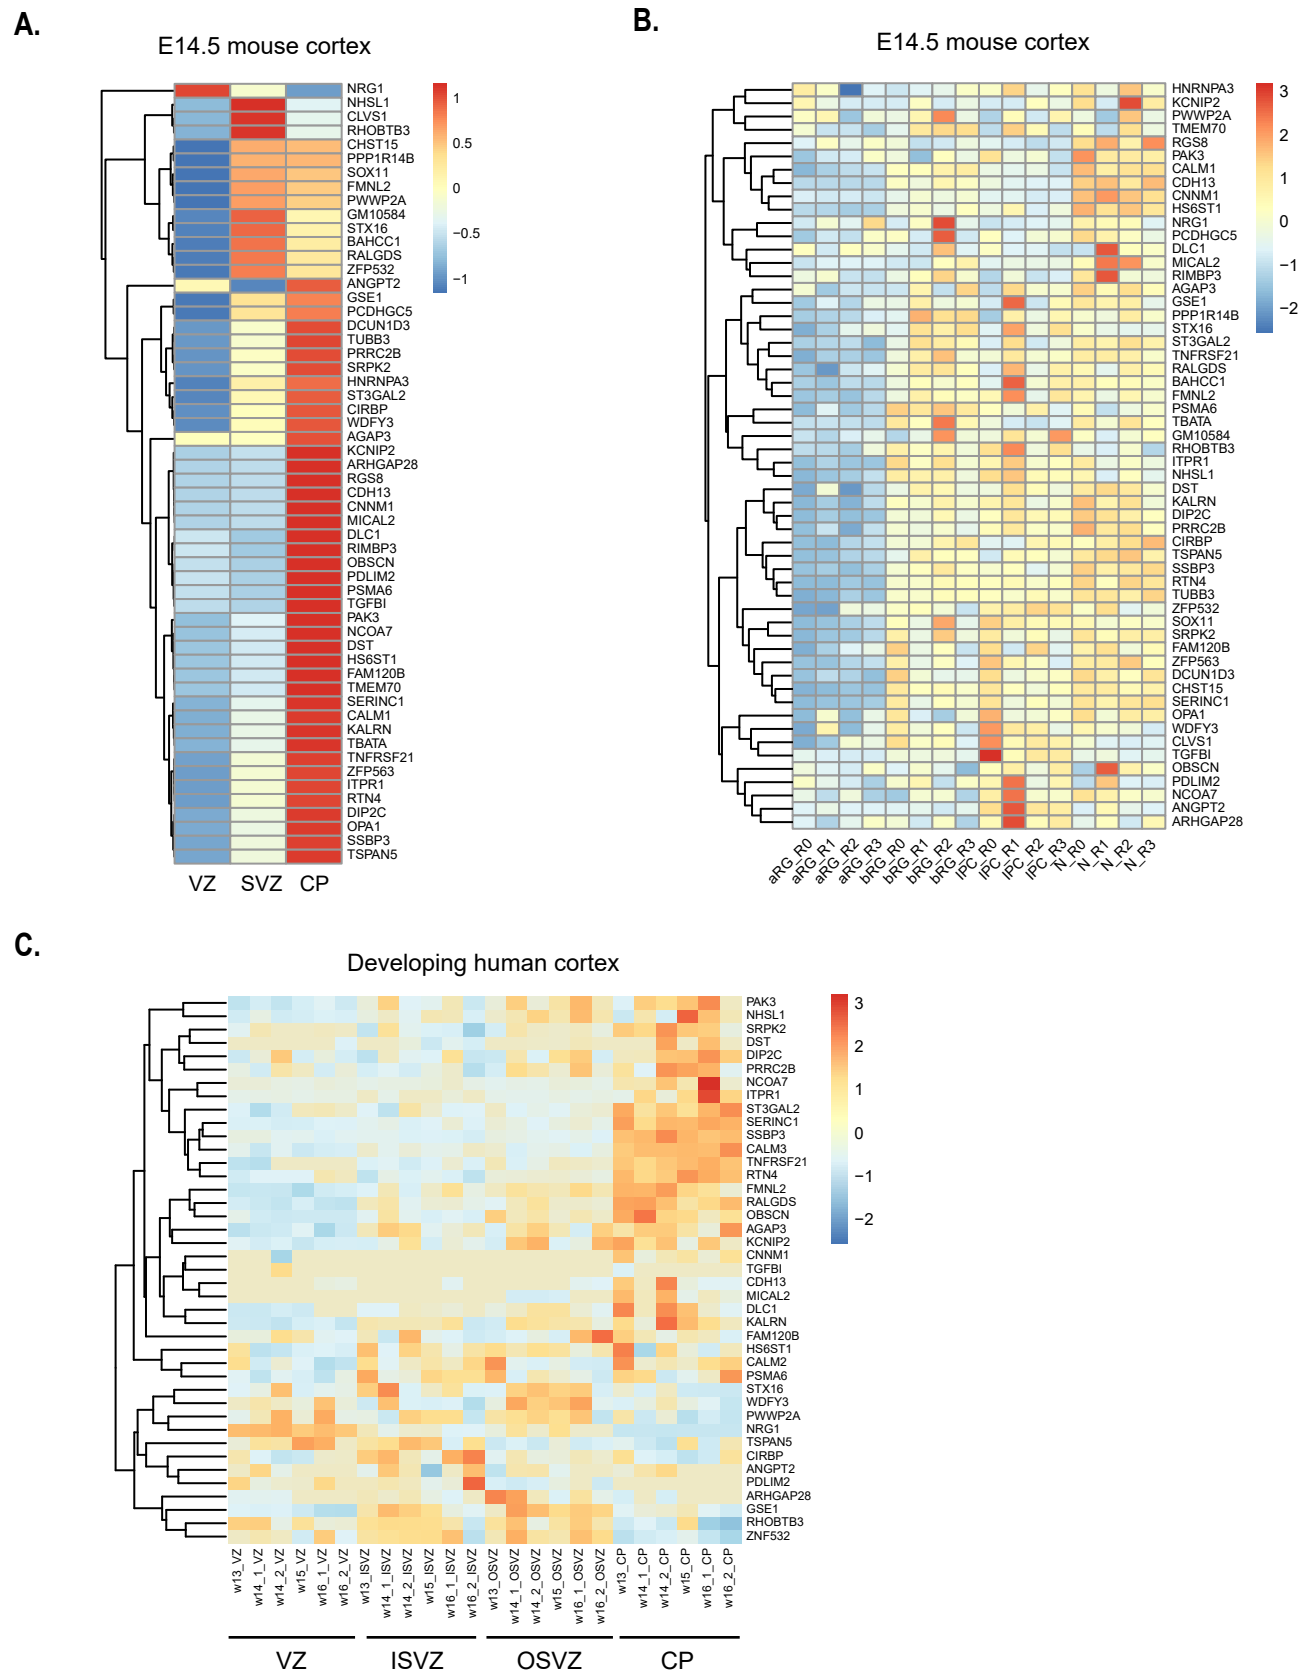 A.
E14.5 mouse cortex
NRG1
NHSL1
CLVS1
RHOBTB3
CHST15
PPP1R14B
SOX11
FMNL2
PWWP2A
GM10584
STX16
BAHCC1
RALGDS
ZFP532
ANGPT2
GSE1
PCDHGC5
DCUN1D3
TUBB3
PRRC2B
SRPK2
HNRNPA3
ST3GAL2
CIRBP
WDFY3
AGAP3
KCNIP2
ARHGAP28
RGS8
CDH13
CNNM1
MICAL2
DLC1
RIMBP3
OBSCN
PDLIM2
PSMA6
TGFBI
PAK3
NCOA7
DST
HS6ST1
FAM120B
TMEM70
SERINC1
CALM1
KALRN
TBATA
TNFRSF21
ZFP563
ITPR1
RTN4
DIP2C
OPA1
SSBP3
TSPAN5
1
0.5
0
−0.5
−1
VZ SVZ CP
B.
E14.5 mouse cortex
HNRNPA3
KCNIP2
PWWP2A
TMEM70
RGS8
PAK3
CALM1
CDH13
CNNM1
HS6ST1
NRG1
PCDHGC5
DLC1
MICAL2
RIMBP3
AGAP3
GSE1
PPP1R14B
STX16
ST3GAL2
TNFRSF21
RALGDS
BAHCC1
FMNL2
PSMA6
TBATA
GM10584
RHOBTB3
ITPR1
NHSL1
DST
KALRN
DIP2C
PRRC2B
CIRBP
TSPAN5
SSBP3
RTN4
TUBB3
ZFP532
SOX11
SRPK2
FAM120B
ZFP563
DCUN1D3
CHST15
SERINC1
OPA1
WDFY3
CLVS1
TGFBI
OBSCN
PDLIM2
NCOA7
ANGPT2
ARHGAP28
3
2
1
0
−1
−2
aRG_R0
aRG_R1
aRG_R2
aRG_R3
bRG_R0
bRG_R1
bRG_R2
bRG_R3
IPC_R0
IPC_R1
IPC_R2
IPC_R3
N_R0
N_R1
N_R2
N_R3
C.
Developing human cortex
PAK3
NHSL1
SRPK2
DST
DIP2C
PRRC2B
NCOA7
ITPR1
ST3GAL2
SERINC1
SSBP3
CALM3
TNFRSF21
RTN4
FMNL2
RALGDS
OBSCN
AGAP3
KCNIP2
CNNM1
TGFBI
CDH13
MICAL2
DLC1
KALRN
FAM120B
HS6ST1
CALM2
PSMA6
STX16
WDFY3
PWWP2A
NRG1
TSPAN5
CIRBP
ANGPT2
PDLIM2
ARHGAP28
GSE1
RHOBTB3
ZNF532
3
2
1
0
−1
−2
w13_VZ
w14_1_VZ
w14_2_VZ
w15_VZ
w16_1_VZ
w16_2_VZ
w13_ISVZ
w14_1_ISVZ
w14_2_ISVZ
w15_ISVZ
w16_1_ISVZ
w16_2_ISVZ
w13_OSVZ
w14_1_OSVZ
w14_2_OSVZ
w15_OSVZ
w16_1_OSVZ
w16_2_OSVZ
w13_CP
w14_1_CP
w14_2_CP
w15_CP
w16_1_CP
w16_2_CP
VZ ISVZ OSVZ CP